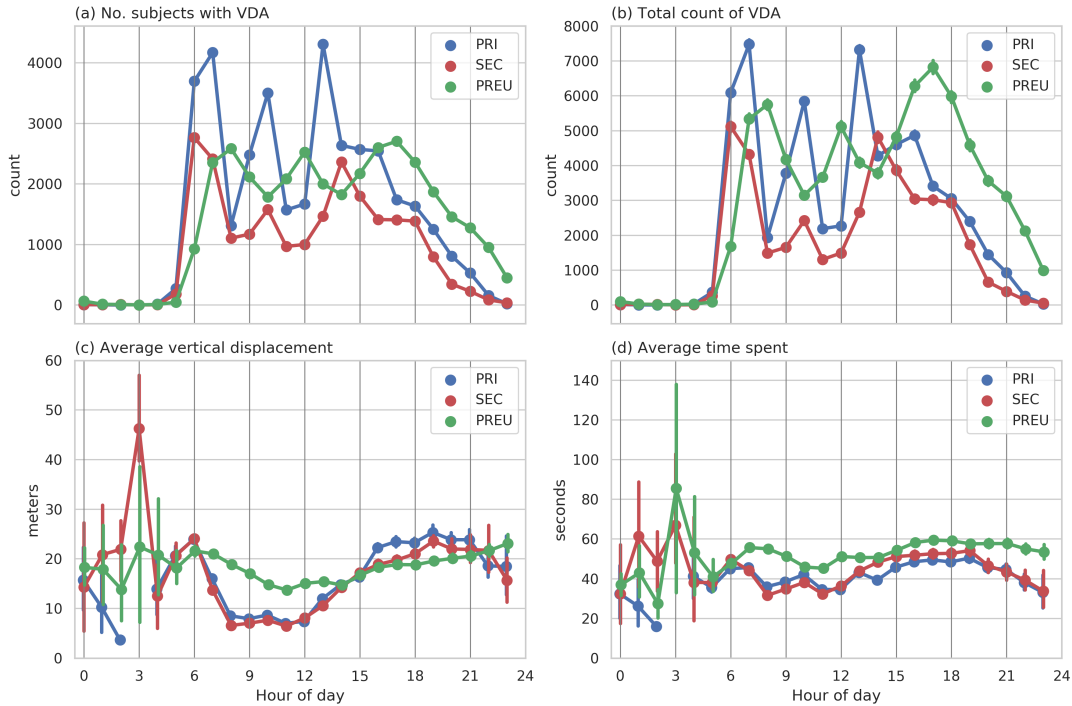 (a) No. subjects with VDA
count
4000
3000
2000
1000
0
PRI
SEC
PREU
(b) Total count of VDA
count
8000
7000
6000
5000
4000
3000
2000
1000
0
PRI
SEC
PREU
(c) Average vertical displacement
meters
60
50
40
30
20
10
0
PRI
SEC
PREU
0 3 6 9 12 15 18 21 24
Hour of day
(d) Average time spent
seconds
140
120
100
80
60
40
20
0
PRI
SEC
PREU
0 3 6 9 12 15 18 21 24
Hour of day